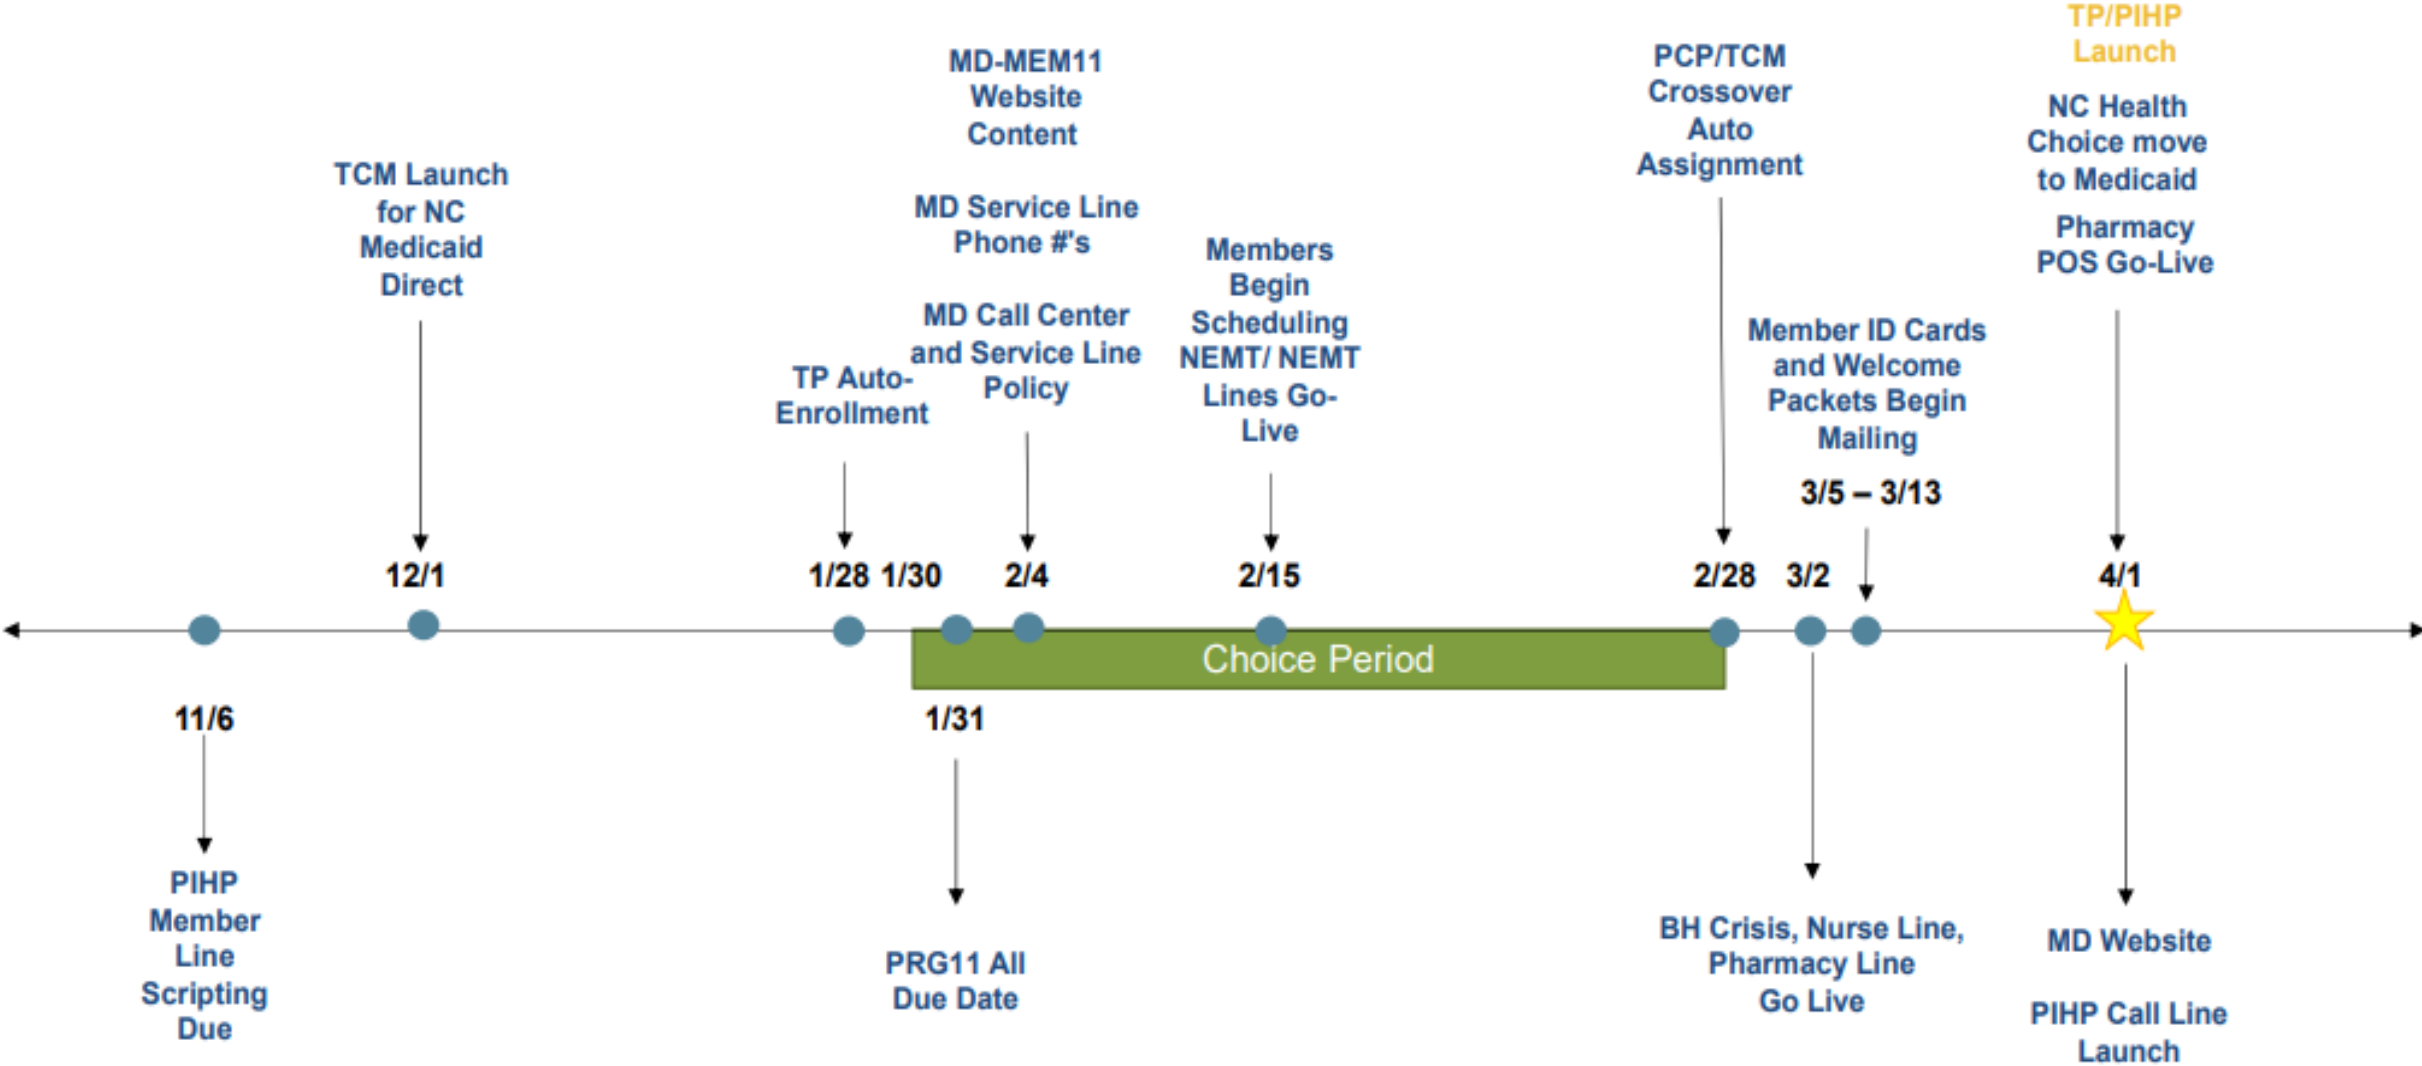 TP/PIHP
Launch
MD-MEM11
Website
Content
PCP/TCM
Crossover
Auto
Assignment
NC Health
Choice move
to Medicaid
TCM Launch
for NC
Medicaid
Direct
MD Service Line
Phone #'s
Pharmacy
POS Go-Live
Members
Begin
Scheduling
NEMT/ NEMT
Lines Go-
Live
MD Call Center
and Service Line
Policy
Member ID Cards
and Welcome
Packets Begin
Mailing
TP Auto-
Enrollment
3/5 – 3/13
12/1
1/28
1/30
2/4
2/15
2/28
3/2
4/1
Choice Period
11/6
1/31
PIHP
Member
Line
Scripting
Due
PRG11 All
Due Date
BH Crisis, Nurse Line,
Pharmacy Line
Go Live
MD Website
PIHP Call Line
Launch